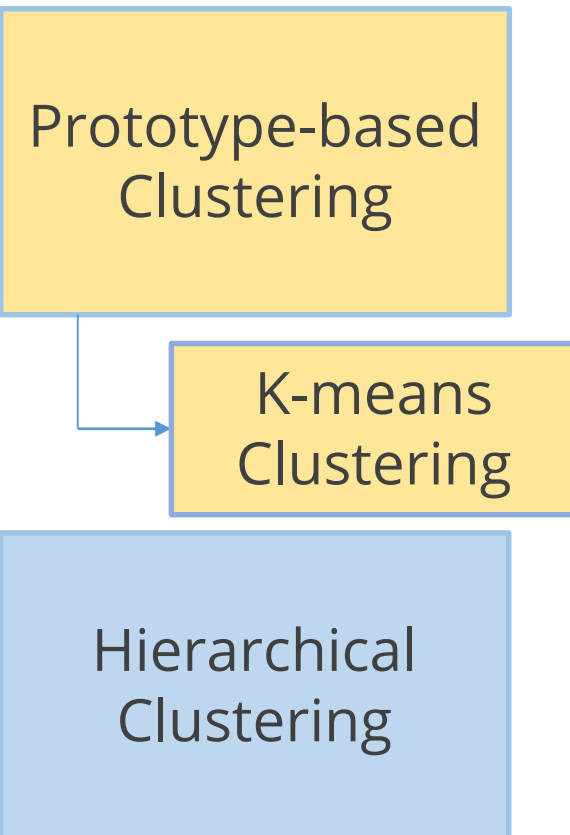 Prototype-based
Clustering
K-means
Clustering
Hierarchical
Clustering